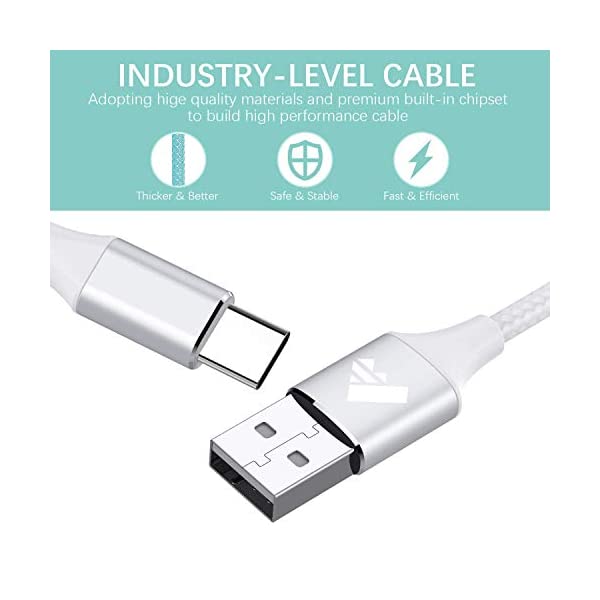 INDUSTRY-LEVEL CABLE
Adopting hige quality materials and premium built-in chipset
to build high performance cable
Thicker & Better
Safe & Stable
Fast & Efficient